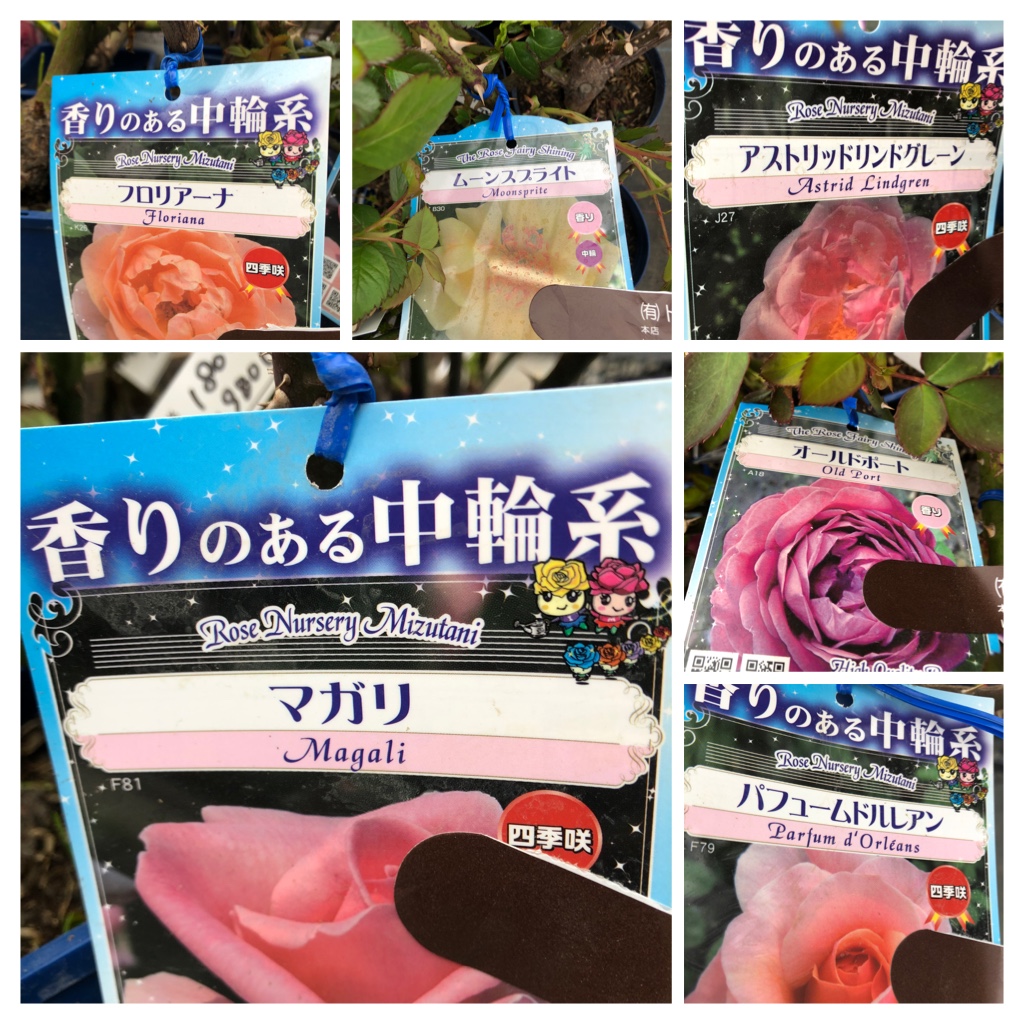 香りのある中輪系
Rose Nursery Mizutani
フロリアーナ
Floriana
四季咲
The Rose Fairy Shining
ムーンスプライト
Moonsprite
香り
中輪
㈲
本店
香りのある中輪系
Rose Nursery Mizutani
アストリッドリンドグレーン
Astrid Lindgren
J27
四季咲
180
香りのある中輪系
Rose Nursery Mizutani
マガリ
Magali
F81
四季咲
The Rose Fairy
オールドポート
Old Port
A18
香り
香りのある中輪系
Rose Nursery Mizutani
パフュームドルレアン
Parfum d'Orléans
F79
四季咲